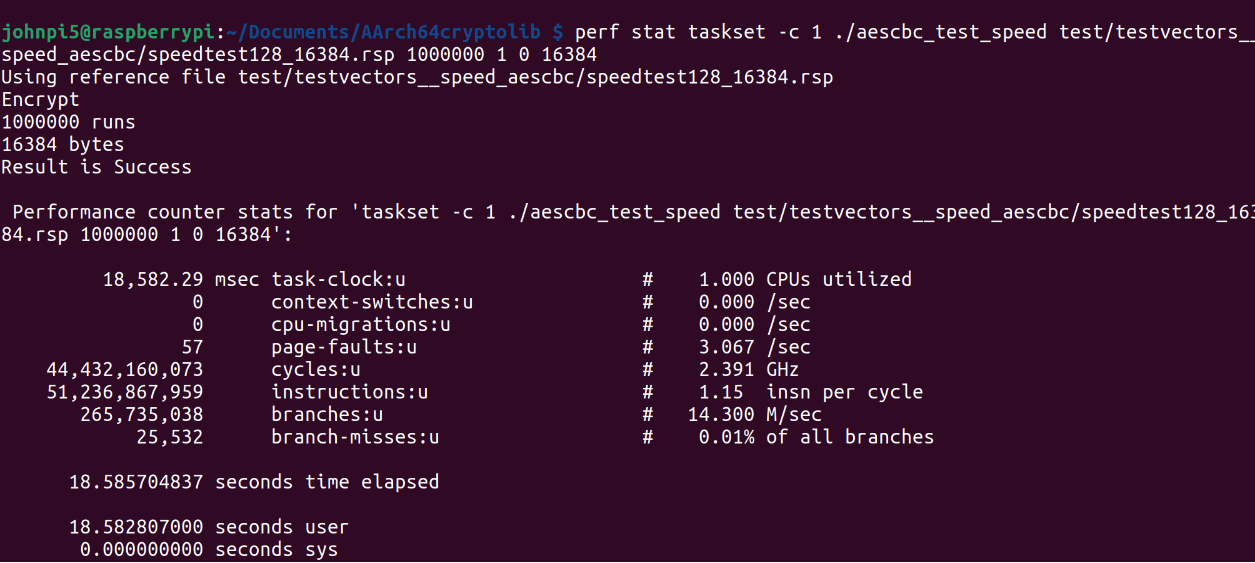 johnpi5@raspberrypi:~/Documents/AArch64cryptolib $ perf stat taskset -c 1 ./aescbc_test_speed test/testvectors__
speed_aescbc/speedtest128_16384.rsp 1000000 1 0 16384
Using reference file test/testvectors__speed_aescbc/speedtest128_16384.rsp
Encrypt
1000000 runs
16384 bytes
Result is Success
Performance counter stats for 'taskset -c 1 ./aescbc_test_speed test/testvectors__speed_aescbc/speedtest128_163
84.rsp 1000000 1 0 16384':
18,582.29 msec task-clock:u # 1.000 CPUs utilized
0 context-switches:u # 0.000 /sec
0 cpu-migrations:u # 0.000 /sec
57 page-faults:u # 3.067 /sec
44,432,160,073 cycles:u # 2.391 GHz
51,236,867,959 instructions:u # 1.15 insn per cycle
265,735,038 branches:u # 14.300 M/sec
25,532 branch-misses:u # 0.01% of all branches
18.585704837 seconds time elapsed
18.582807000 seconds user
0.000000000 seconds sys